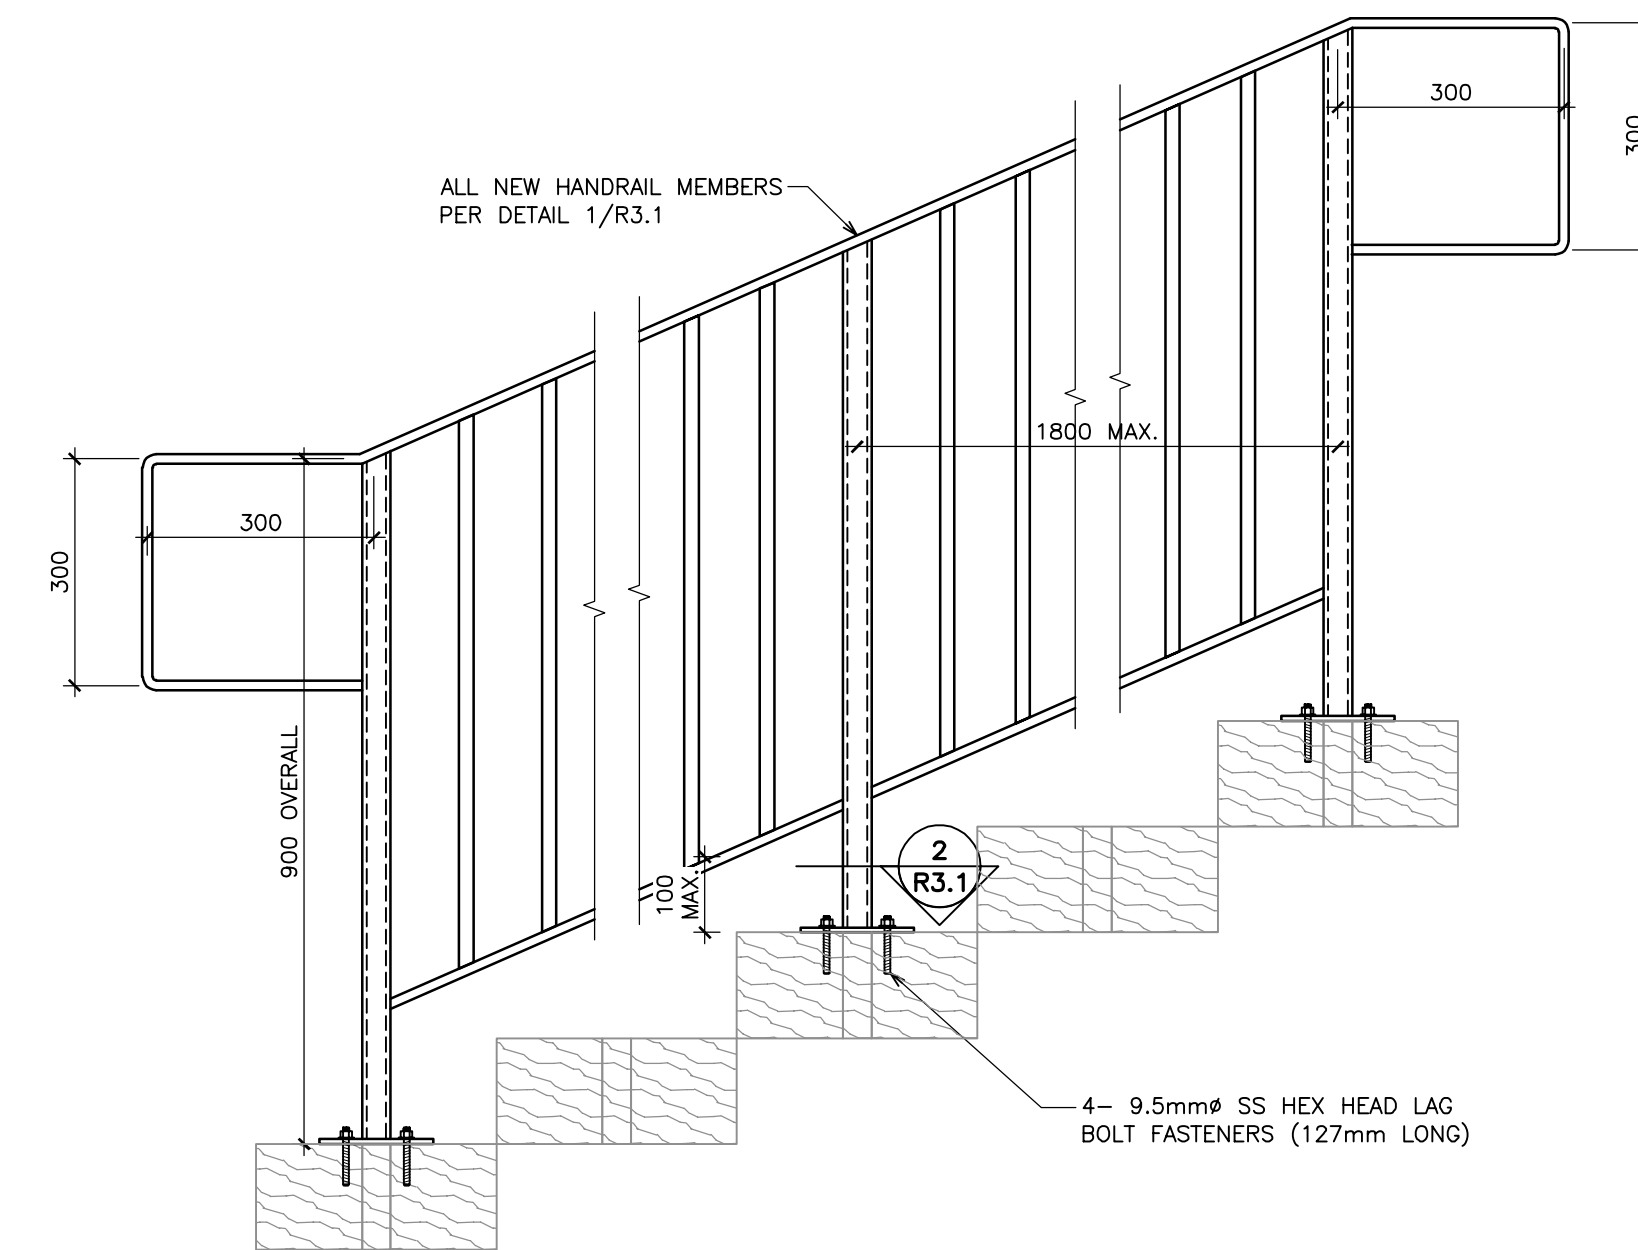 300
300
ALL NEW HANDRAIL MEMBERS
PER DETAIL 1/R3.1
1800 MAX.
300
300
900 OVERALL
100
MAX.
2
R3.1
4- 9.5mmø SS HEX HEAD LAG
BOLT FASTENERS (127mm LONG)